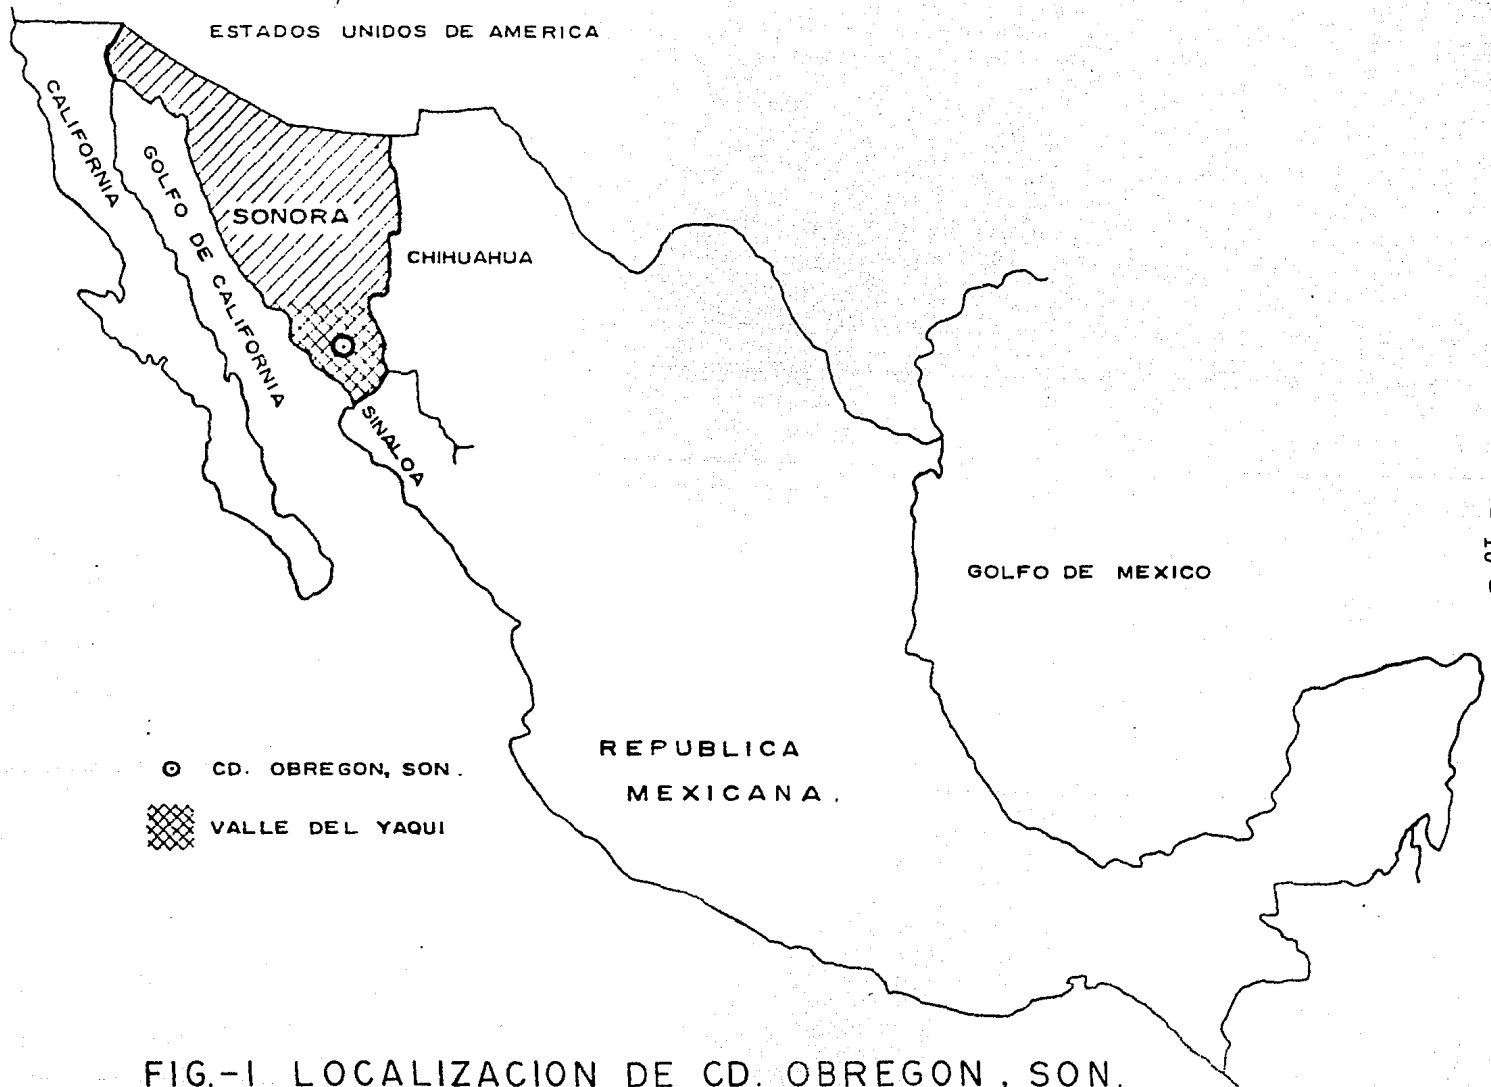 ESTADOS UNIDOS DE AMERICA
CALIFORNIA
GOLFO DE CALIFORNIA
SONORA
CHIHUAHUA
SINALOA
GOLFO DE MEXICO
- 10 -
REPUBLICA
MEXICANA.
CD. OBREGON, SON.
VALLE DEL YAQUI
FIG.-1 LOCALIZACION DE CD. OBREGON, SON.